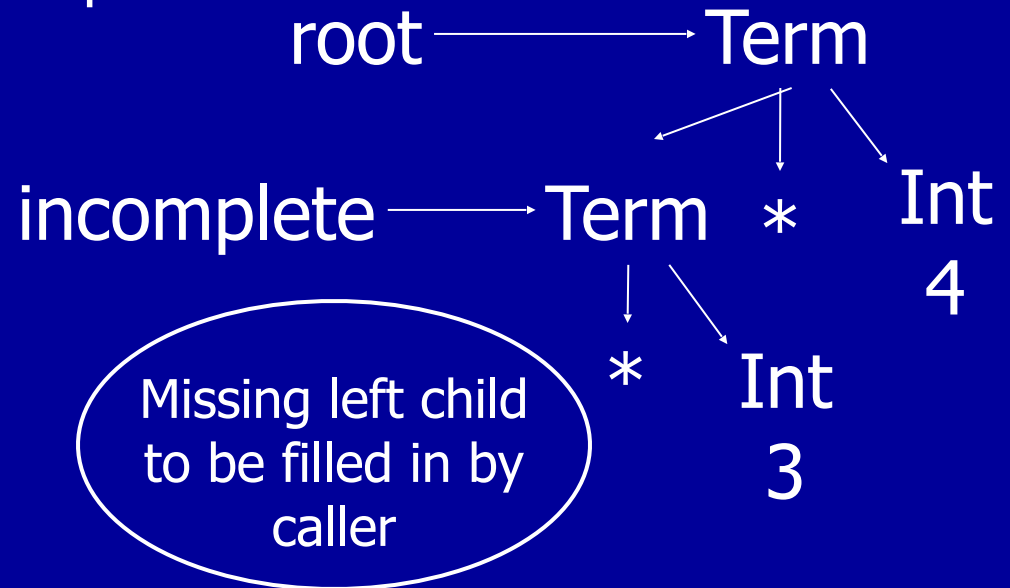 root Term
incomplete Term * Int
4
* Int
3
Missing left child
to be filled in by
caller